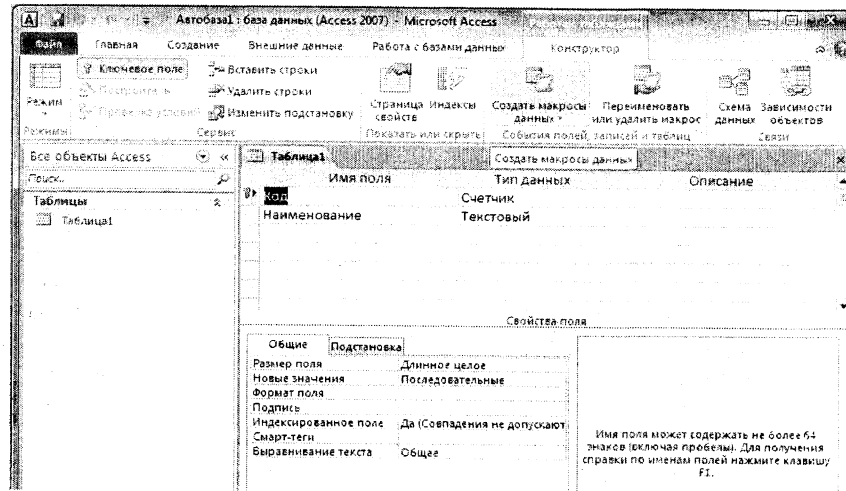 Автобаза1 : база данных (Access 2007) - Microsoft Access
Файл Главная Создание Внешние данные Работа с базами данных Конструктор
Режим
Ключевое поле
Построитель
Проверка условий
Вставить строки
Удалить строки
Изменить подстановку
Страница свойств
Индексы
Создать макросы данных
Переименовать или удалить макрос
Схема данных
Зависимости объектов
Режимы Сервис Показать или скрыть События полей, записей и таблиц Связи
Все объекты Access
Поиск...
Таблицы
Таблица1
Таблица1
Создать макросы данных
Имя поля Тип данных Описание
Код Счетчик
Наименование Текстовый
Свойства поля
Общие Подстановка
Размер поля Длинное целое
Новые значения Последовательные
Формат поля
Подпись
Индексированное поле Да (Совпадения не допускают
Смарт-теги
Выравнивание текста Общее
Имя поля может содержать не более 64
знаков (включая пробелы). Для получения
справки по именам полей нажмите клавишу
F1.